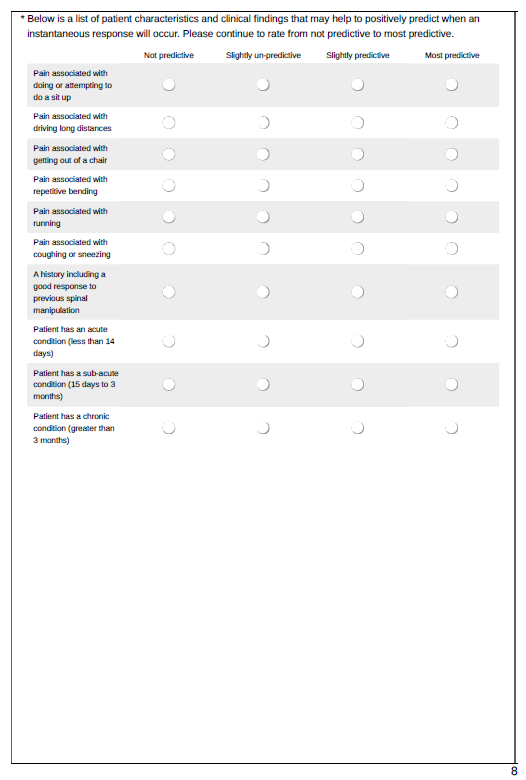 * Below is a list of patient characteristics and clinical findings that may help to positively predict when an
instantaneous response will occur. Please continue to rate from not predictive to most predictive.
Not predictive Slightly un-predictive Slightly predictive Most predictive
Pain associated with
doing or attempting to
do a sit up
Pain associated with
driving long distances
Pain associated with
getting out of a chair
Pain associated with
repetitive bending
Pain associated with
running
Pain associated with
coughing or sneezing
A history including a
good response to
previous spinal
manipulation
Patient has an acute
condition (less than 14
days)
Patient has a sub-acute
condition (15 days to 3
months)
Patient has a chronic
condition (greater than
3 months)
8